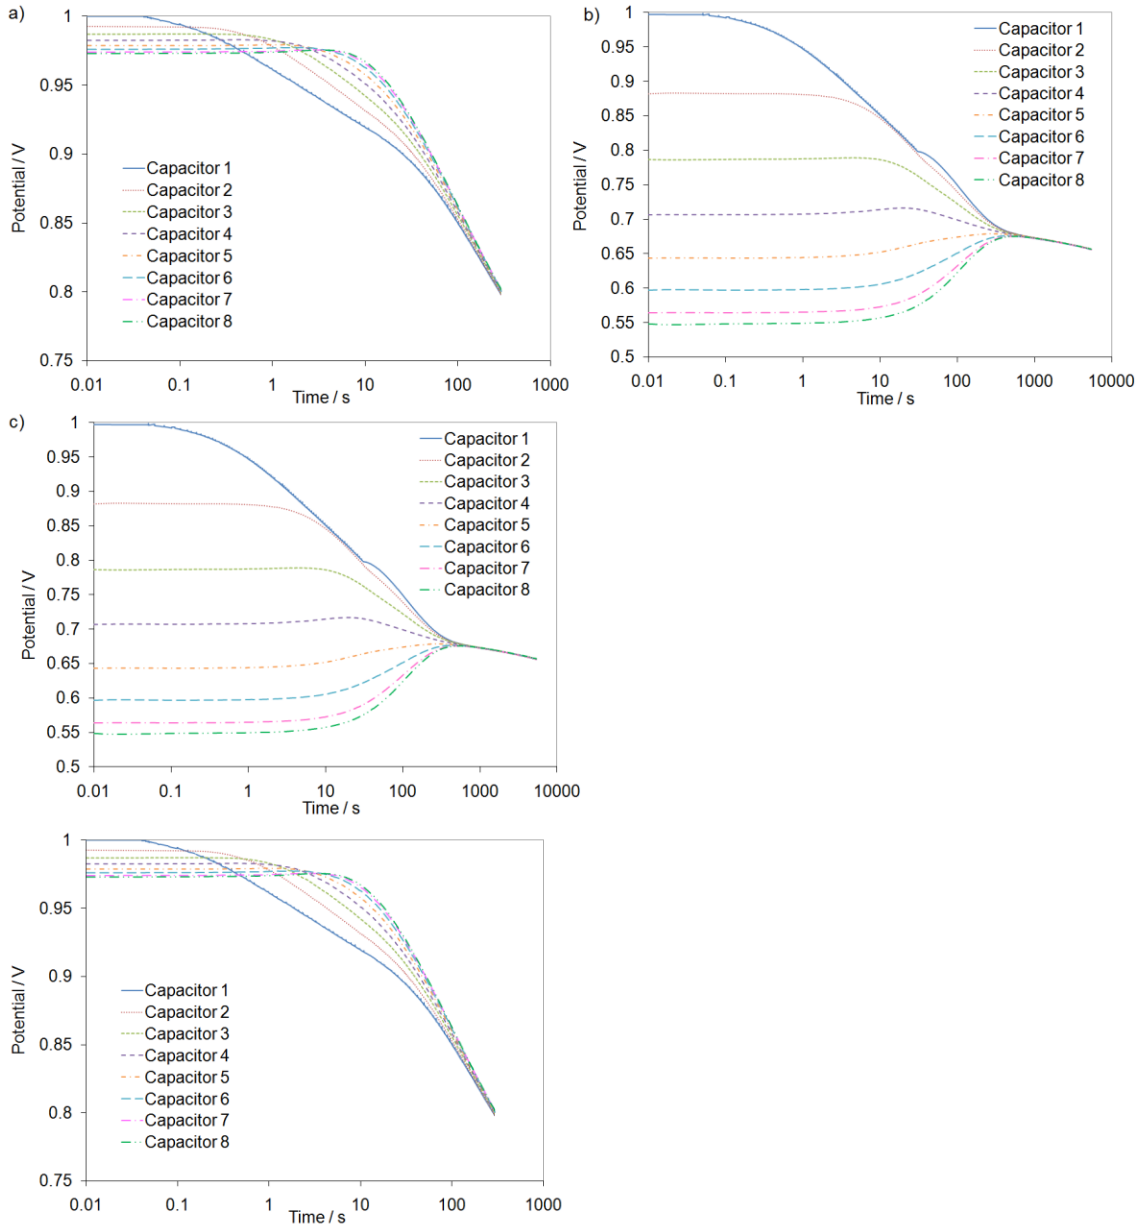 a)
1
0.95
0.9
0.85
0.8
0.75
Potential / V
Capacitor 1
Capacitor 2
Capacitor 3
Capacitor 4
Capacitor 5
Capacitor 6
Capacitor 7
Capacitor 8
0.01 0.1 1 10 100 1000
Time / s
b)
1
0.95
0.9
0.85
0.8
0.75
0.7
0.65
0.6
0.55
0.5
Potential / V
Capacitor 1
Capacitor 2
Capacitor 3
Capacitor 4
Capacitor 5
Capacitor 6
Capacitor 7
Capacitor 8
0.01 0.1 1 10 100 1000 10000
Time / s
c)
1
0.95
0.9
0.85
0.8
0.75
0.7
0.65
0.6
0.55
0.5
Potential / V
Capacitor 1
Capacitor 2
Capacitor 3
Capacitor 4
Capacitor 5
Capacitor 6
Capacitor 7
Capacitor 8
0.01 0.1 1 10 100 1000 10000
Time / s
1
0.95
0.9
0.85
0.8
0.75
Potential / V
Capacitor 1
Capacitor 2
Capacitor 3
Capacitor 4
Capacitor 5
Capacitor 6
Capacitor 7
Capacitor 8
0.01 0.1 1 10 100 1000
Time / s